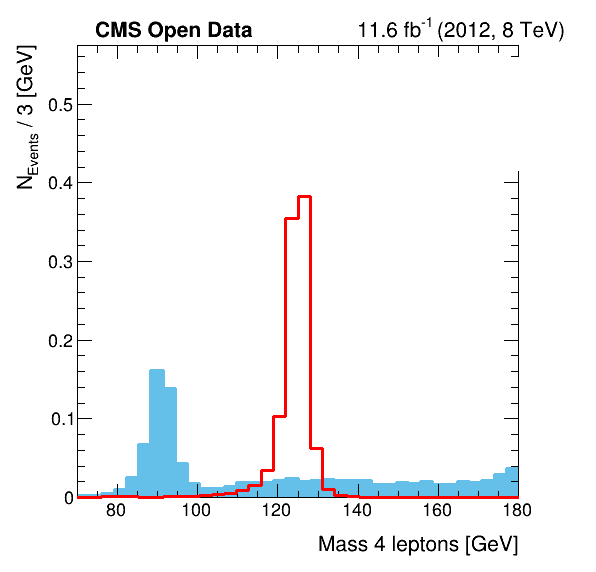 CMS Open Data
11.6 fb⁻¹ (2012, 8 TeV)
N_Events / 3 [GeV]
0.5
0.4
0.3
0.2
0.1
0
80 100 120 140 160 180
Mass 4 leptons [GeV]